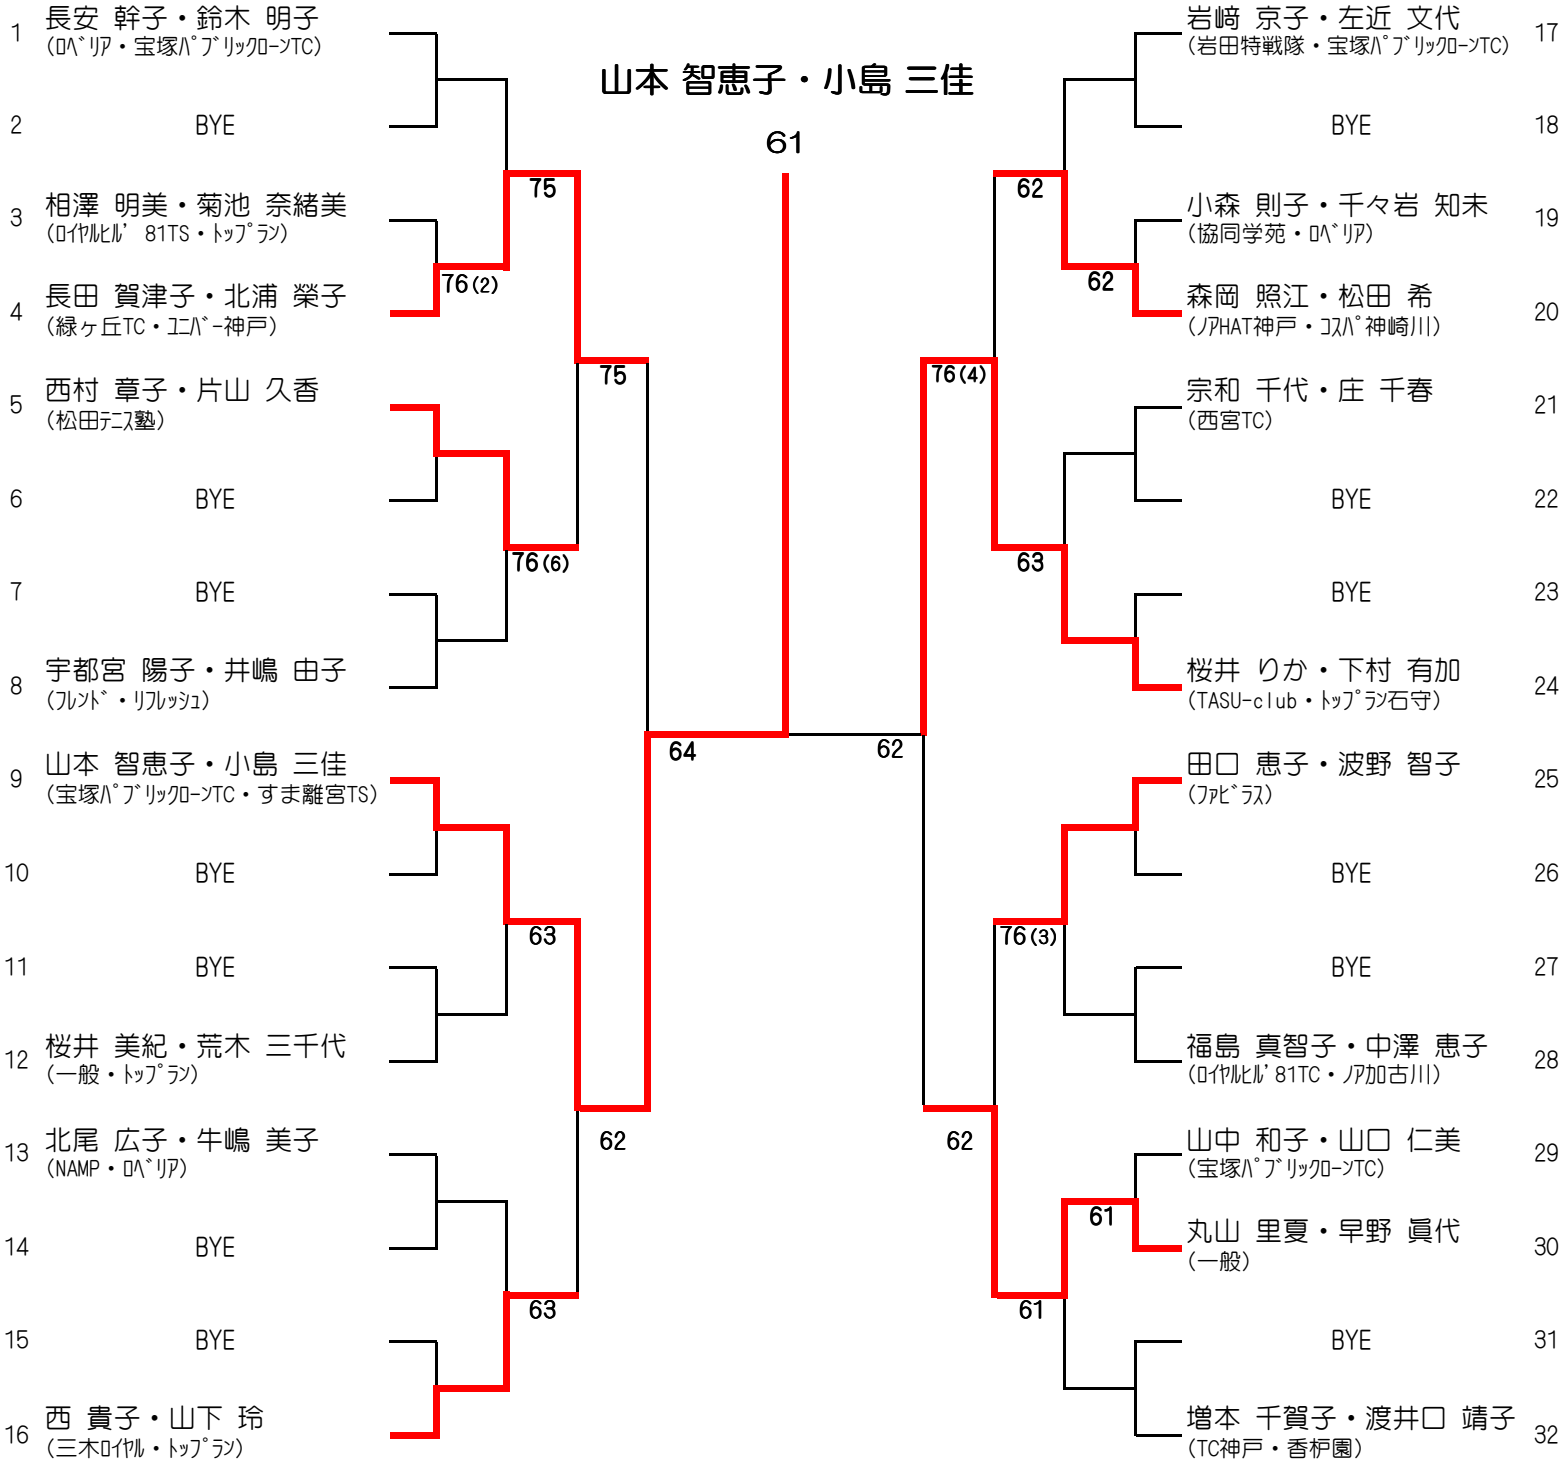 山本 智恵子・小島 三佳
61
1 長安 幹子・鈴木 明子
(ﾛﾍﾞﾘｱ・宝塚ﾊﾟﾌﾞﾘｯｸﾛｰﾝTC)
2 BYE
3 相澤 明美・菊池 奈緒美
(ﾛｲﾔﾙﾋﾙ’81TS・ﾄｯﾌﾟﾗﾝ)
4 長田 賀津子・北浦 榮子
(緑ヶ丘TC・ﾕﾆﾊﾞｰ神戸)
5 西村 章子・片山 久香
(松田ﾃﾆｽ塾)
6 BYE
7 BYE
8 宇都宮 陽子・井嶋 由子
(ﾌﾚﾝﾄﾞ・ﾘﾌﾚｯｼｭ)
9 山本 智恵子・小島 三佳
(宝塚ﾊﾟﾌﾞﾘｯｸﾛｰﾝTC・すま離宮TS)
10 BYE
11 BYE
12 桜井 美紀・荒木 三千代
(一般・ﾄｯﾌﾟﾗﾝ)
13 北尾 広子・牛嶋 美子
(NAMP・ﾛﾍﾞﾘｱ)
14 BYE
15 BYE
16 西 貴子・山下 玲
(三木ﾛｲﾔﾙ・ﾄｯﾌﾟﾗﾝ)
75
76(2)
75
76(6)
64
63
62
63
62
62
76(4)
63
62
76(3)
62
61
61
岩﨑 京子・左近 文代 17
(岩田特戦隊・宝塚ﾊﾟﾌﾞﾘｯｸﾛｰﾝTC)
BYE 18
小森 則子・千々岩 知未 19
(協同学苑・ﾛﾍﾞﾘｱ)
森岡 照江・松田 希 20
(ﾉｱHAT神戸・ｺｽﾊﾟ神崎川)
宗和 千代・庄 千春 21
(西宮TC)
BYE 22
BYE 23
桜井 りか・下村 有加 24
(TASU-club・ﾄｯﾌﾟﾗﾝ石守)
田口 恵子・波野 智子 25
(ﾌｧﾋﾞﾗｽ)
BYE 26
BYE 27
福島 真智子・中澤 恵子 28
(ﾛｲﾔﾙﾋﾙ’81TC・ﾉｱ加古川)
山中 和子・山口 仁美 29
(宝塚ﾊﾟﾌﾞﾘｯｸﾛｰﾝTC)
丸山 里夏・早野 眞代 30
(一般)
BYE 31
増本 千賀子・渡井口 靖子 32
(TC神戸・香枦園)